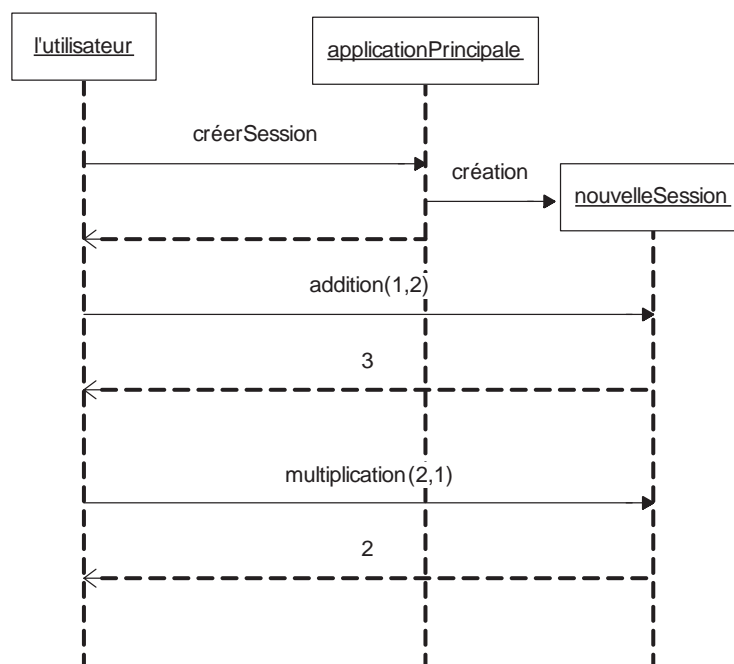 l'utilisateur
applicationPrincipale
créerSession
création
nouvelleSession
addition(1,2)
3
multiplication(2,1)
2